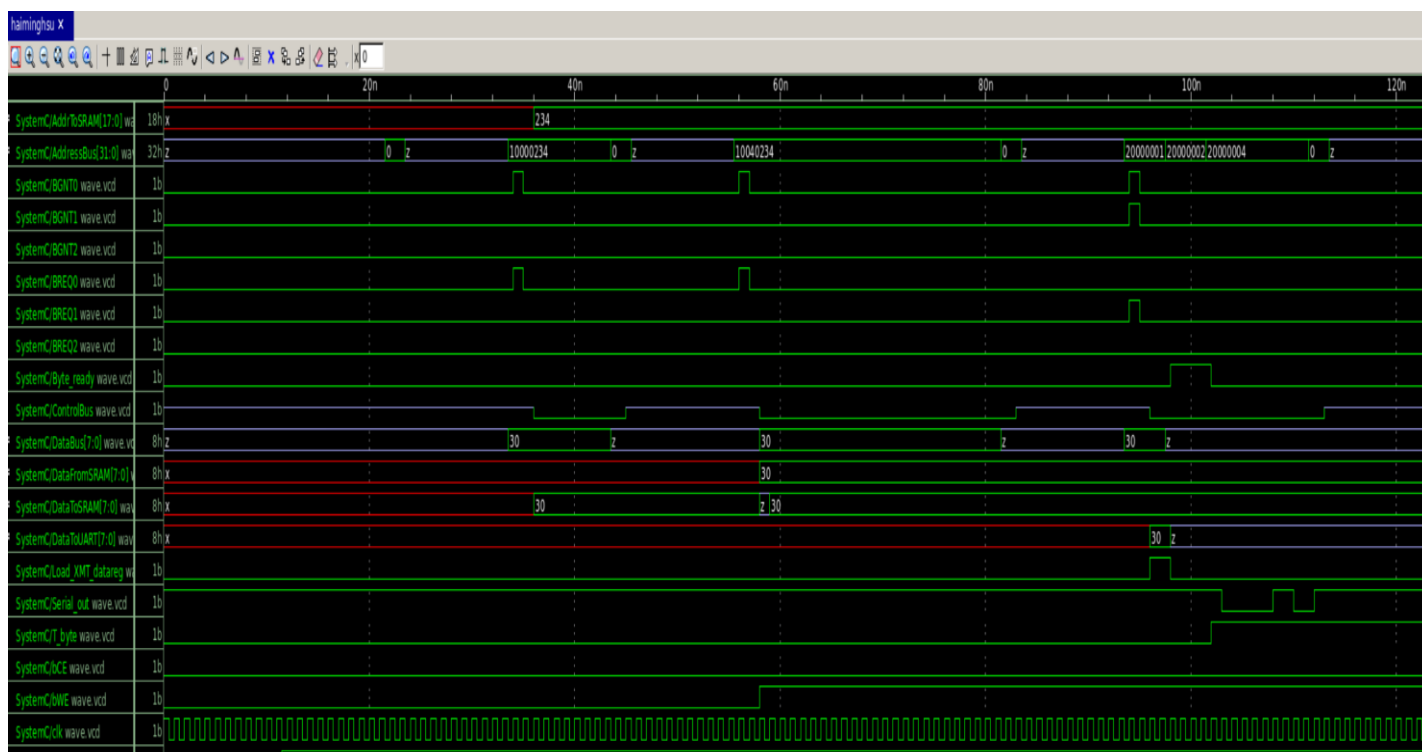 haiminghsu ×
x 0
0 20n 40n 60n 80n 100n 120n
SystemC/AddrToSRAM[17:0] wa 18h x 234
SystemC/AddressBus[31:0] wa 32h z 0 z 10000234 0 z 10040234 0 z 20000001 20000002 20000004 0 z
SystemC/BGNT0 wave.vcd 1b
SystemC/BGNT1 wave.vcd 1b
SystemC/BGNT2 wave.vcd 1b
SystemC/BREQ0 wave.vcd 1b
SystemC/BREQ1 wave.vcd 1b
SystemC/BREQ2 wave.vcd 1b
SystemC/Byte_ready wave.vcd 1b
SystemC/ControlBus wave.vcd 1b
SystemC/DataBus[7:0] wave.vc 8h z 30 z 30 z 30 z
SystemC/DataFromSRAM[7:0] 8h x 30
SystemC/DataToSRAM[7:0] wav 8h x 30 z 30
SystemC/DataToUART[7:0] wav 8h x 30 z
SystemC/Load_XMT_datareg wa 1b
SystemC/Serial_out wave.vcd 1b
SystemC/T_byte wave.vcd 1b
SystemC/bCE wave.vcd 1b
SystemC/bWE wave.vcd 1b
SystemC/clk wave.vcd 1b